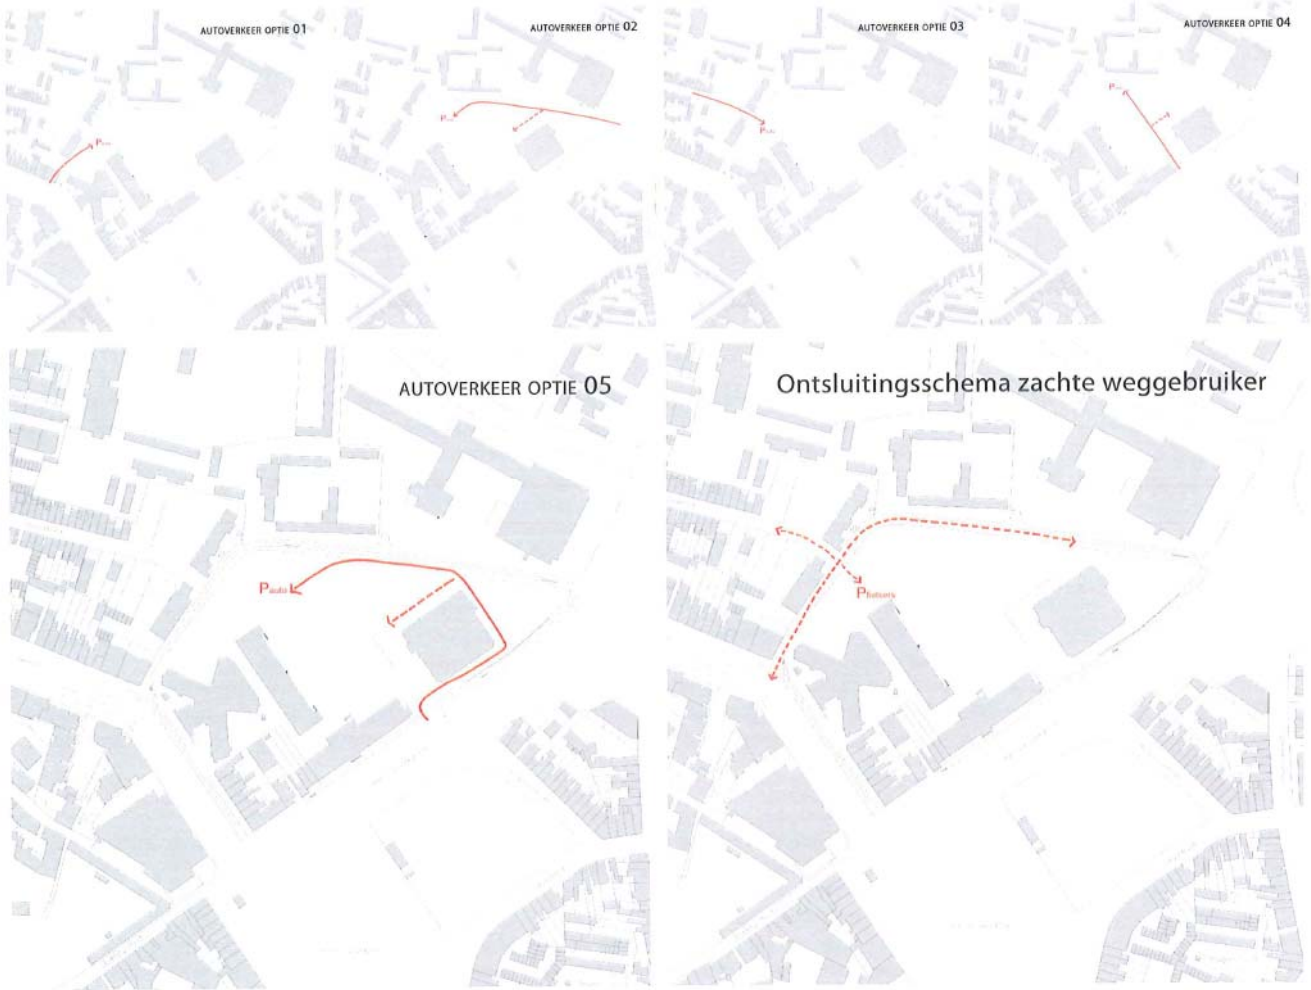 AUTOVERKEER OPTIE 01
AUTOVERKEER OPTIE 02
AUTOVERKEER OPTIE 03
AUTOVERKEER OPTIE 04
AUTOVERKEER OPTIE 05
Pauto
Ontsluitingsschema zachte weggebruiker
Pfietsers